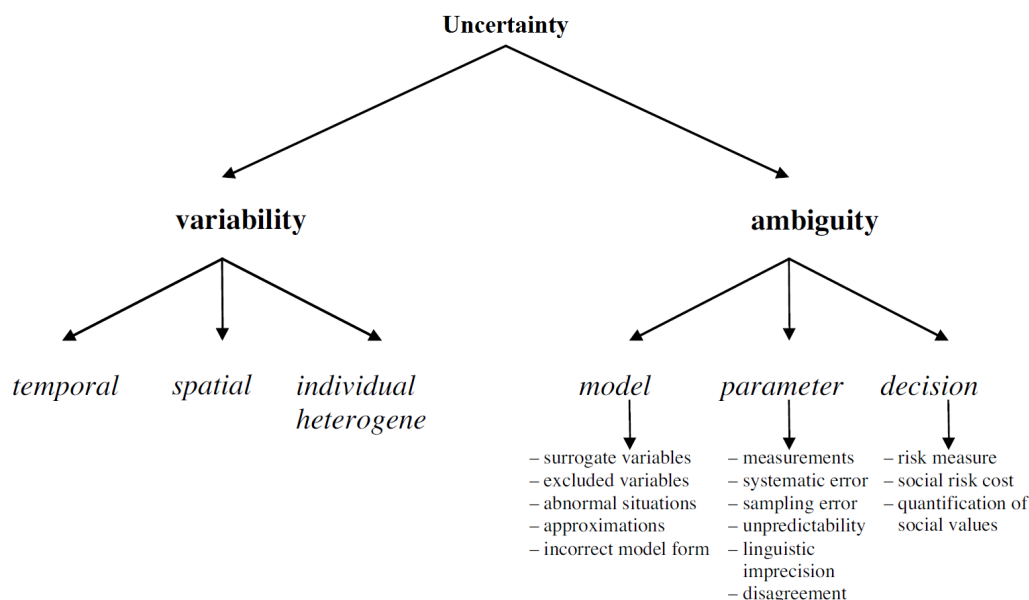 Uncertainty
variability
ambiguity
temporal
spatial
individual
heterogene
model
parameter
decision
– surrogate variables
– excluded variables
– abnormal situations
– approximations
– incorrect model form
– measurements
– systematic error
– sampling error
– unpredictability
– linguistic
imprecision
– disagreement
– risk measure
– social risk cost
– quantification of
social values